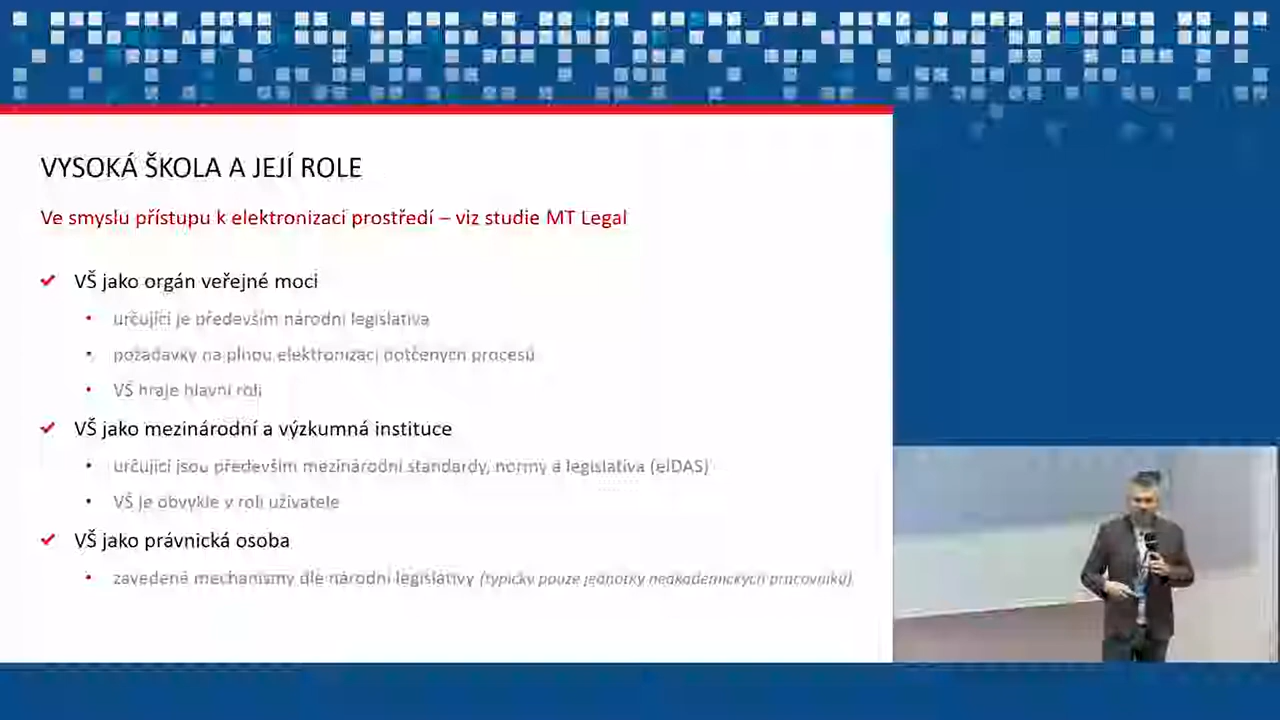 VYSOKÁ ŠKOLA A JEJÍ ROLE
Ve smyslu přístupu k elektronizaci prostředí – viz studie MT Legal
VŠ jako orgán veřejné moci
určující je především národní legislativa
požadavky na plnou elektronizaci dotčených procesů
VŠ hraje hlavní roli
VŠ jako mezinárodní a výzkumná instituce
určující jsou především mezinárodní standardy, normy a legislativa (eIDAS)
VŠ je obvykle v roli uživatele
VŠ jako právnická osoba
zavedené mechanismy dle národní legislativy (typicky pouze jednotky neakademických pracovníků)